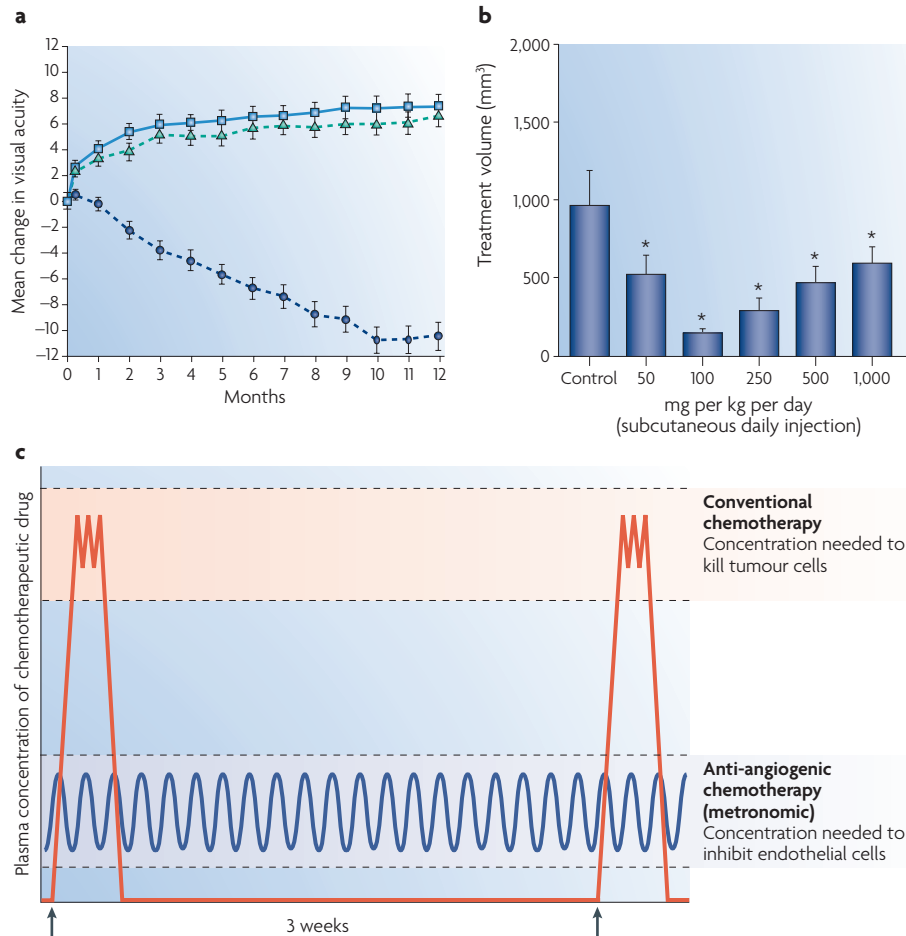 a
Mean change in visual acuity
12
10
8
6
4
2
0
−2
−4
−6
−8
−10
−12
0 1 2 3 4 5 6 7 8 9 10 11 12
Months
b
Treatment volume (mm³)
2,000
1,500
1,000
500
0
* * * * *
Control 50 100 250 500 1,000
mg per kg per day
(subcutaneous daily injection)
c
Plasma concentration of chemotherapeutic drug
Conventional
chemotherapy
Concentration needed to
kill tumour cells
Anti-angiogenic
chemotherapy
(metronomic)
Concentration needed to
inhibit endothelial cells
3 weeks